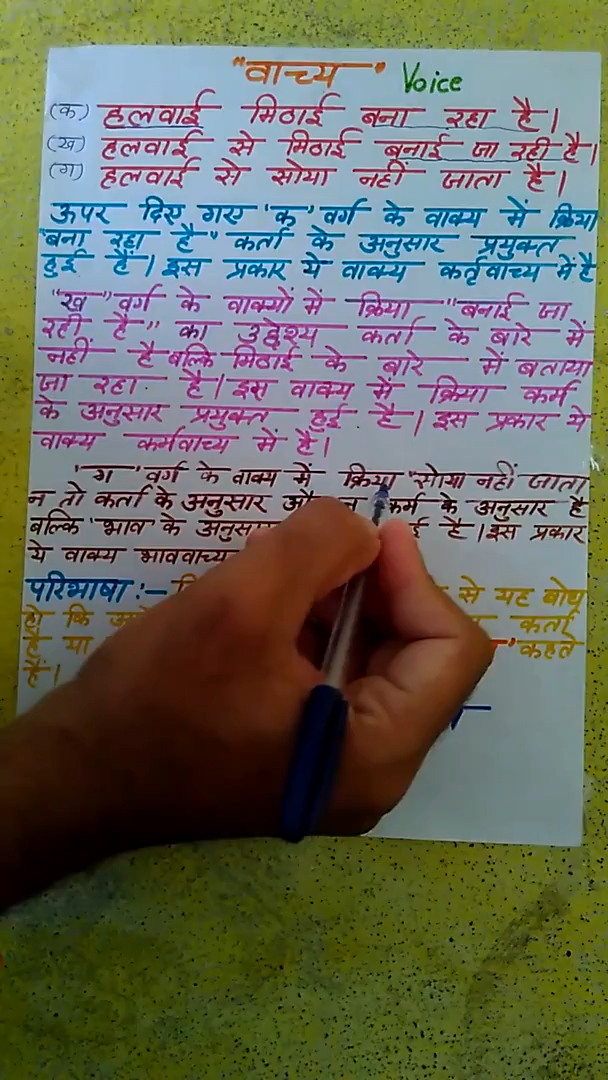 "वाच्य" Voice
(क) हलवाई मिठाई बना रहा है।
(ख) हलवाई से मिठाई बनाई जा रही है।
(ग) हलवाई से सोया नहीं जाता है।
ऊपर दिए गए 'क' वर्ग के वाक्य में क्रिया
"बना रहा है" कर्ता के अनुसार प्रयुक्त
हुई है। इस प्रकार ये वाक्य कर्तृवाच्य में है
"ख" वर्ग के वाक्यों में क्रिया "बनाई जा
रही है" का उद्देश्य कर्ता के बारे में
नहीं है बल्कि मिठाई के बारे में बताया
जा रहा है। इस वाक्य में क्रिया कर्म
के अनुसार प्रयुक्त हुई है। इस प्रकार ये
वाक्य कर्मवाच्य में है।
'ग' वर्ग के वाक्य में क्रिया "सोया नहीं जाता
न तो कर्ता के अनुसार और न कर्म के अनुसार है
बल्कि "भाव" के है। इस प्रकार
ये वाक्य भाववाच्य
परिभाषा :- से यह बोध
हो कि कर्ता
है या कहते
हैं।